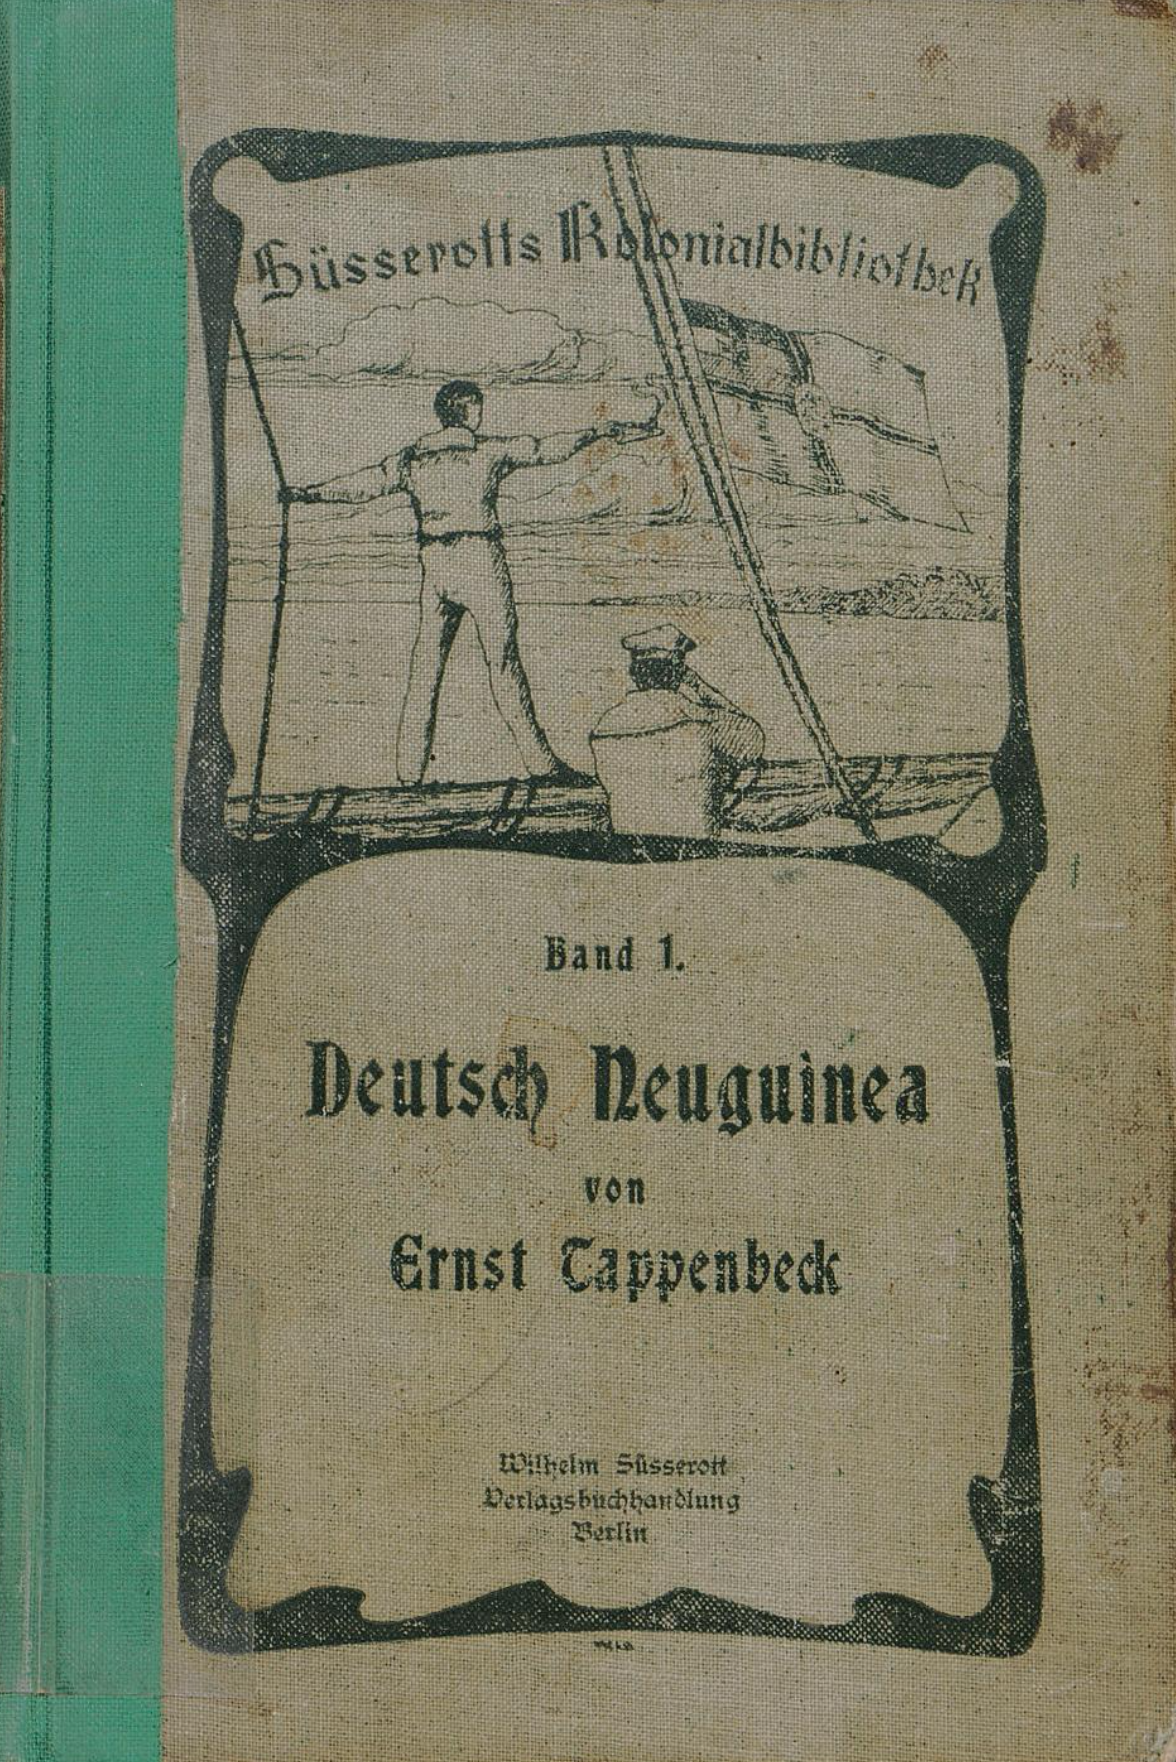 Süsserotts Kolonialbibliothek
Band 1.
Deutsch Neuguinea
von
Ernst Tappenbeck
Wilhelm Süsserott
Verlagsbuchhandlung
Berlin